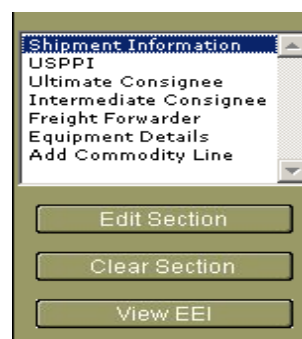 Shipment Information
USPPI
Ultimate Consignee
Intermediate Consignee
Freight Forwarder
Equipment Details
Add Commodity Line
Edit Section
Clear Section
View EEI